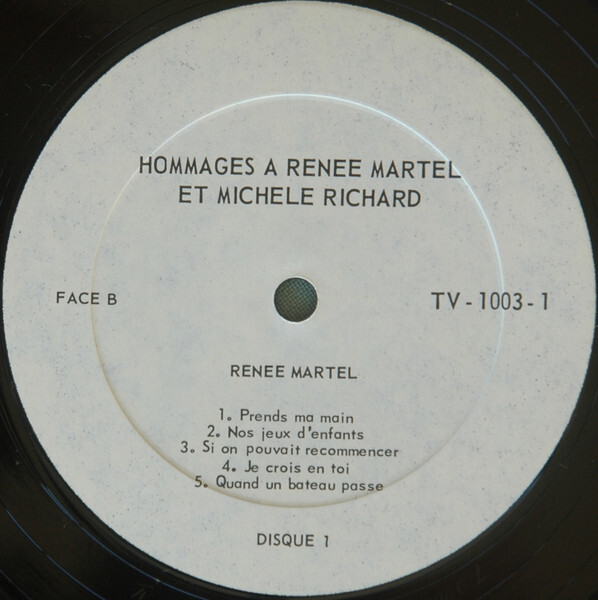 HOMMAGES A RENEE MARTEL
ET MICHELE RICHARD
FACE B
TV-1003-1
RENEE MARTEL
1. Prends ma main
2. Nos jeux d'enfants
3. Si on pouvait recommencer
4. Je crois en toi
5. Quand un bateau passe
DISQUE 1